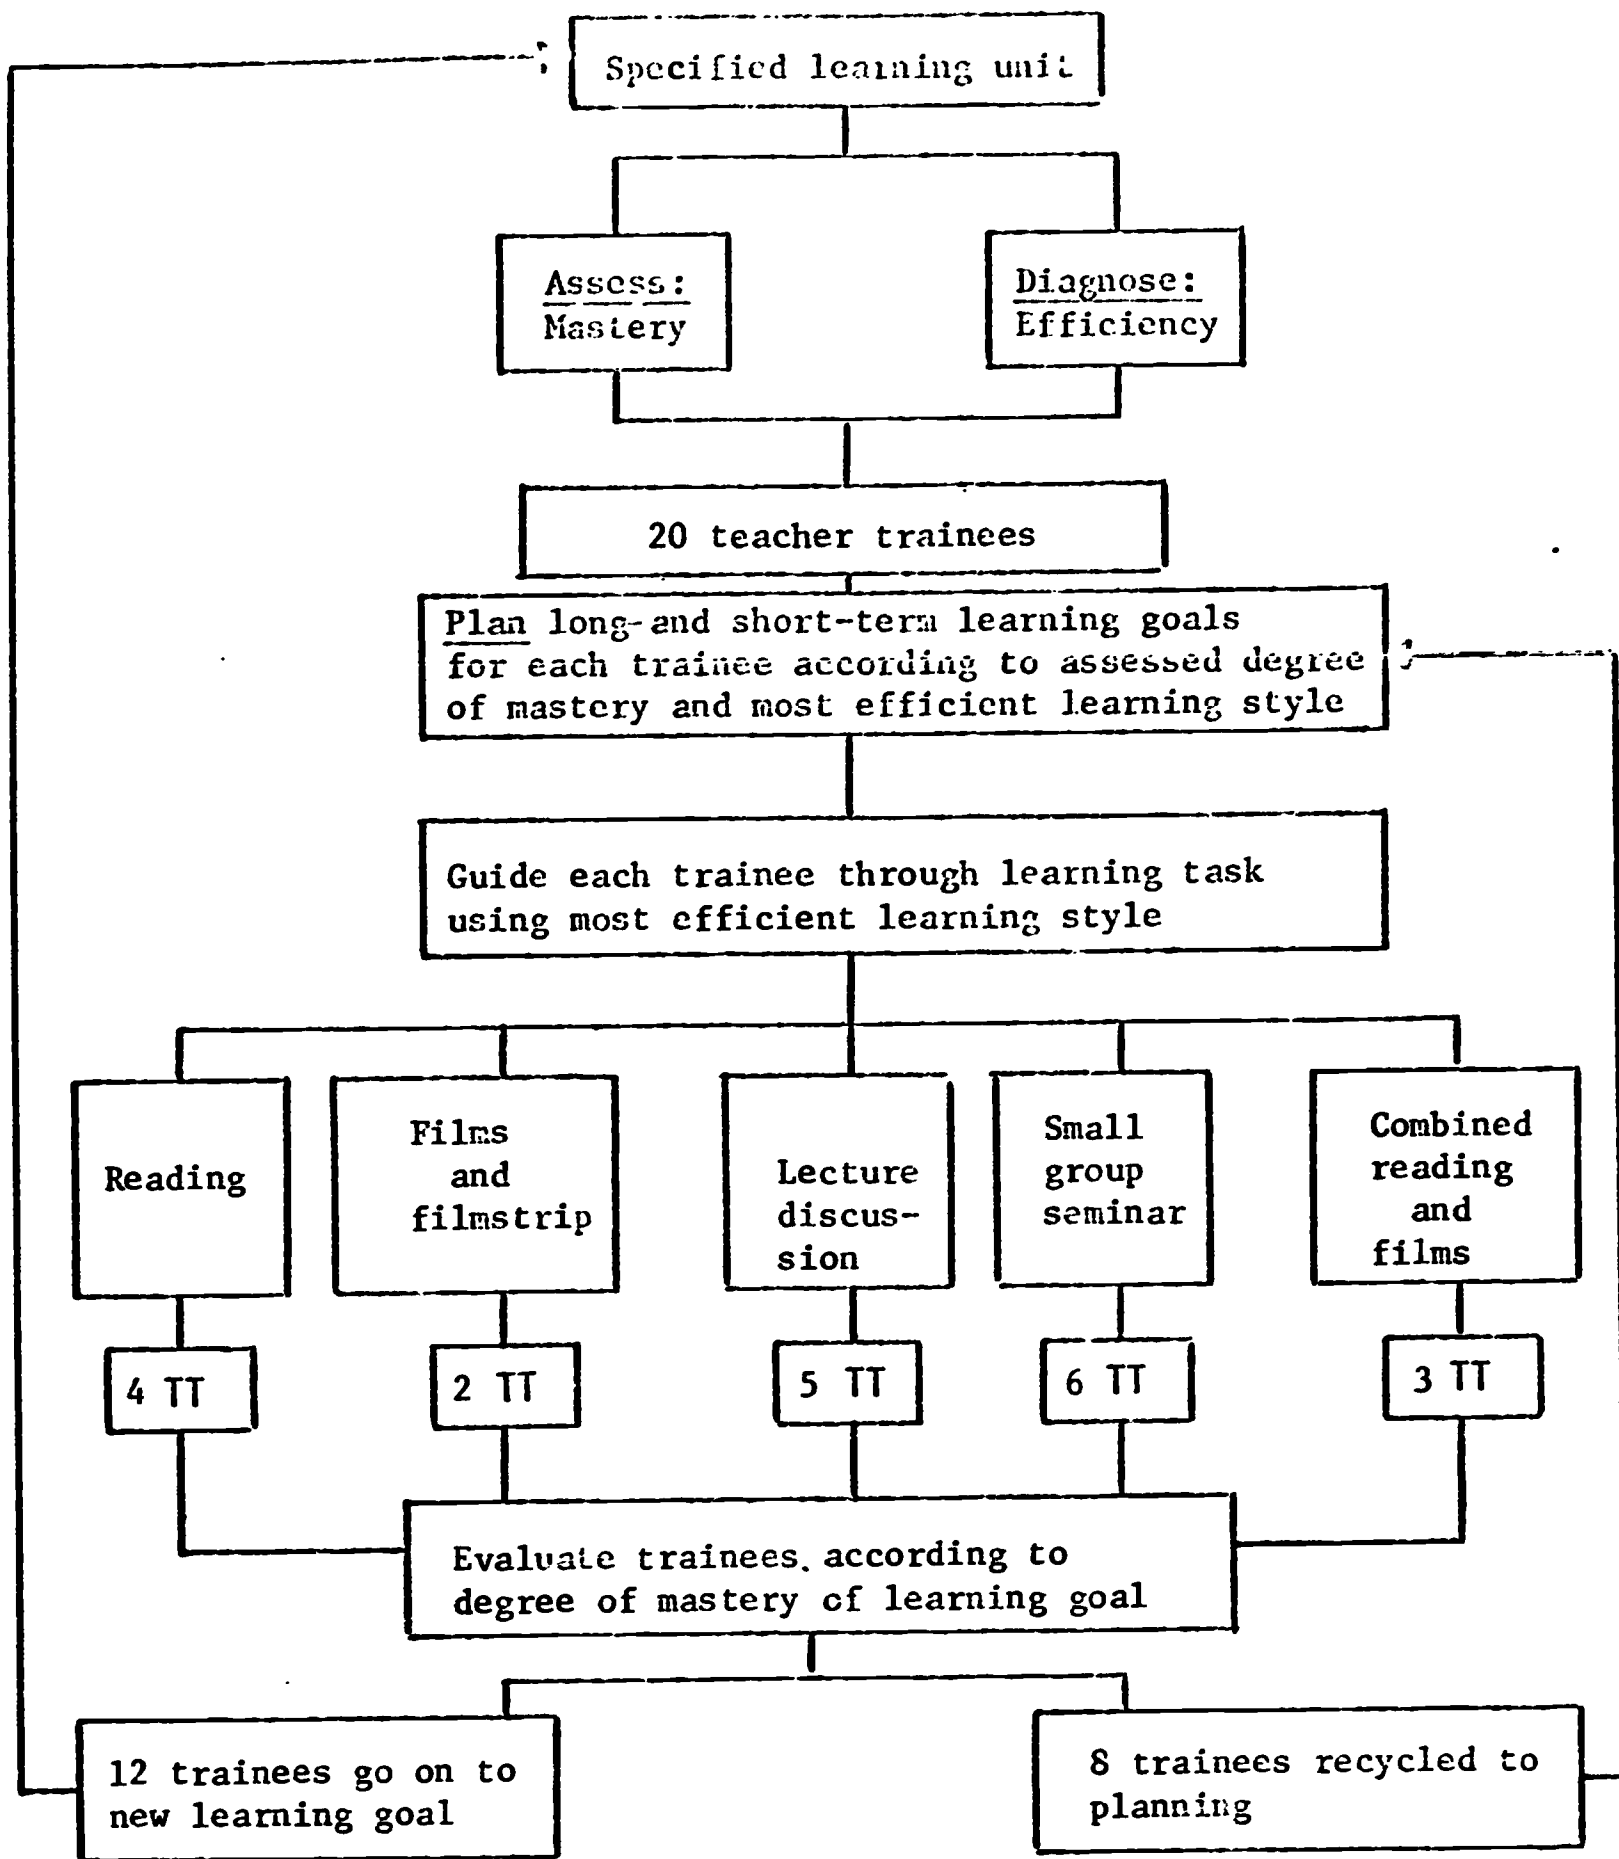 Specified learning unit
Assess:
Mastery
Diagnose:
Efficiency
20 teacher trainees
Plan long-and short-term learning goals
for each trainee according to assessed degree
of mastery and most efficient learning style
Guide each trainee through learning task
using most efficient learning style
Reading
Films
and
filmstrip
Lecture
discus-
sion
Small
group
seminar
Combined
reading
and
films
4 TT
2 TT
5 TT
6 TT
3 TT
Evaluate trainees. according to
degree of mastery of learning goal
12 trainees go on to
new learning goal
8 trainees recycled to
planning